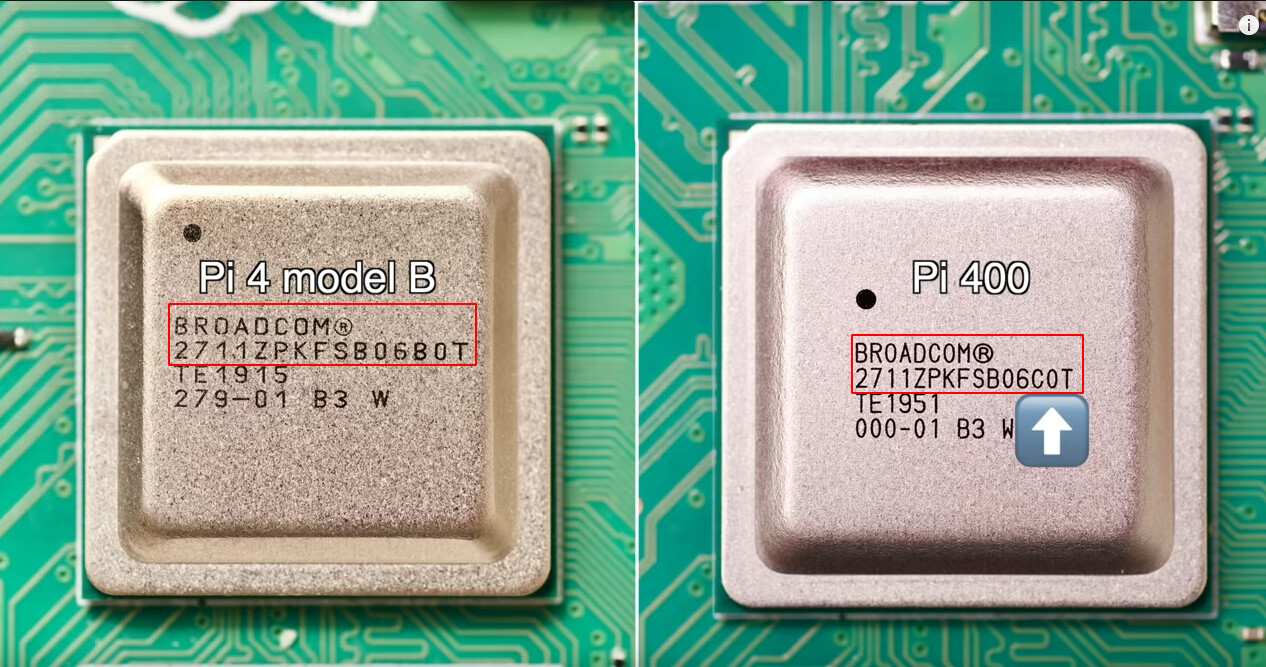 Pi 4 model B
BROADCOM®
2711ZPKFSB06B0T
TE1915
279-01 B3 W
Pi 400
BROADCOM®
2711ZPKFSB06C0T
TE1951
000-01 B3 W